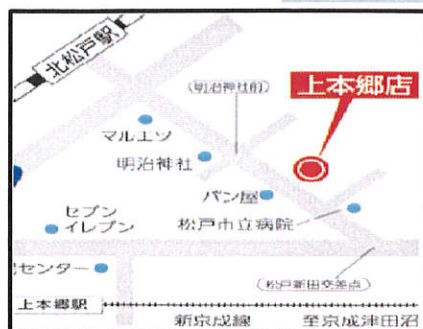 北松戸駅
(明治神社前)
上本郷店
マルエツ
明治神社
パン屋
セブン
イレブン
松戸市立病院
センター
(松戸新田交差点)
上本郷駅
新京成線
至京成津田沼